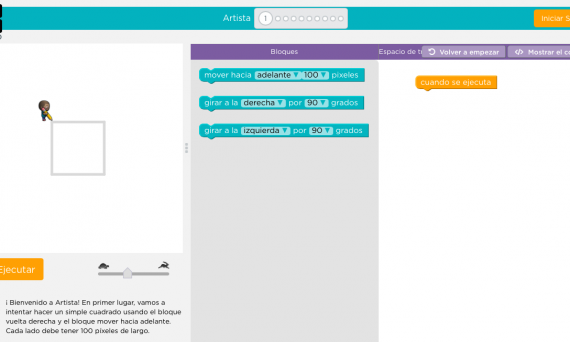 Artista 1 Iniciar S
Bloques
Espacio de t Volver a empezar Mostrar el c
mover hacia adelante 100 pixeles
girar a la derecha por 90 grados
girar a la izquierda por 90 grados
cuando se ejecuta
Ejecutar
¡ Bienvenido a Artista! En primer lugar, vamos a
intentar hacer un simple cuadrado usando el bloque
vuelta derecha y el bloque mover hacia adelante.
Cada lado debe tener 100 pixeles de largo.